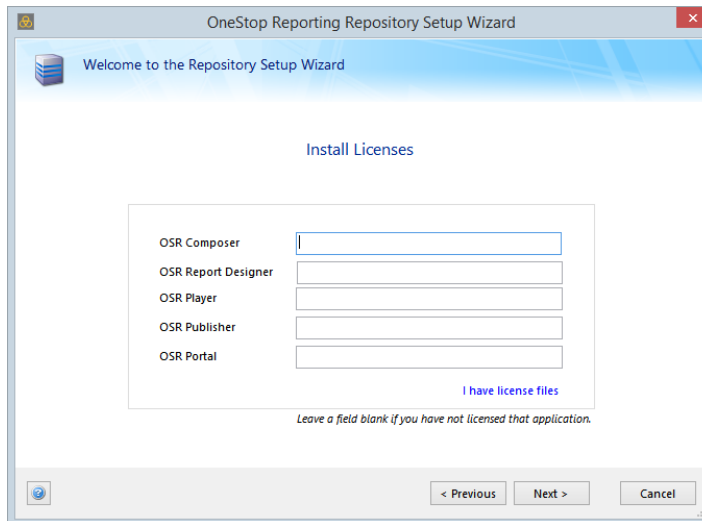 OneStop Reporting Repository Setup Wizard
Welcome to the Repository Setup Wizard
Install Licenses
OSR Composer
OSR Report Designer
OSR Player
OSR Publisher
OSR Portal
I have license files
Leave a field blank if you have not licensed that application.
< Previous Next > Cancel